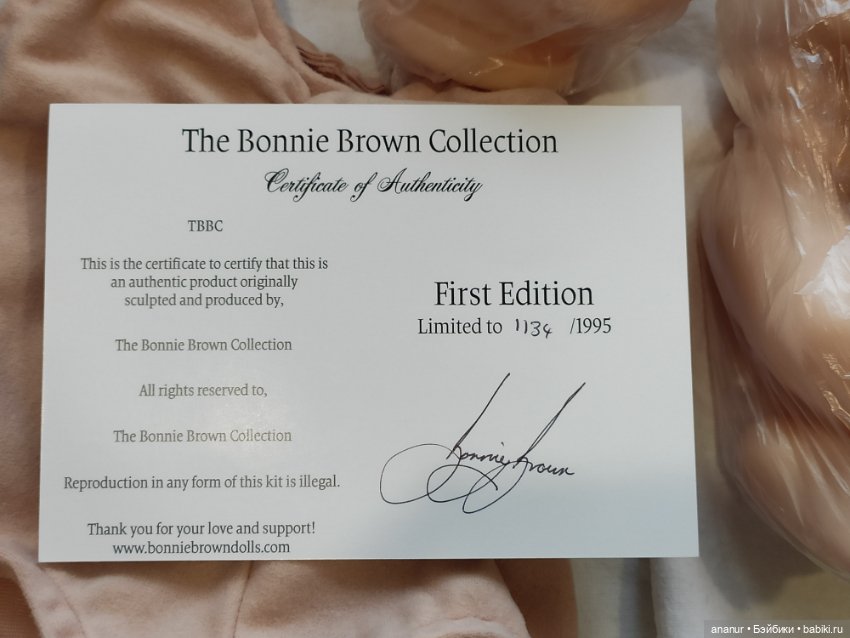 The Bonnie Brown Collection
Certificate of Authenticity
TBBC
This is the certificate to certify that this is
an authentic product originally
sculpted and produced by,
The Bonnie Brown Collection
All rights reserved to,
The Bonnie Brown Collection
Reproduction in any form of this kit is illegal.
Thank you for your love and support!
www.bonniebrowndolls.com
First Edition
Limited to 1134 /1995
Bonnie Brown
ananur • Бэйбики • babiki.ru